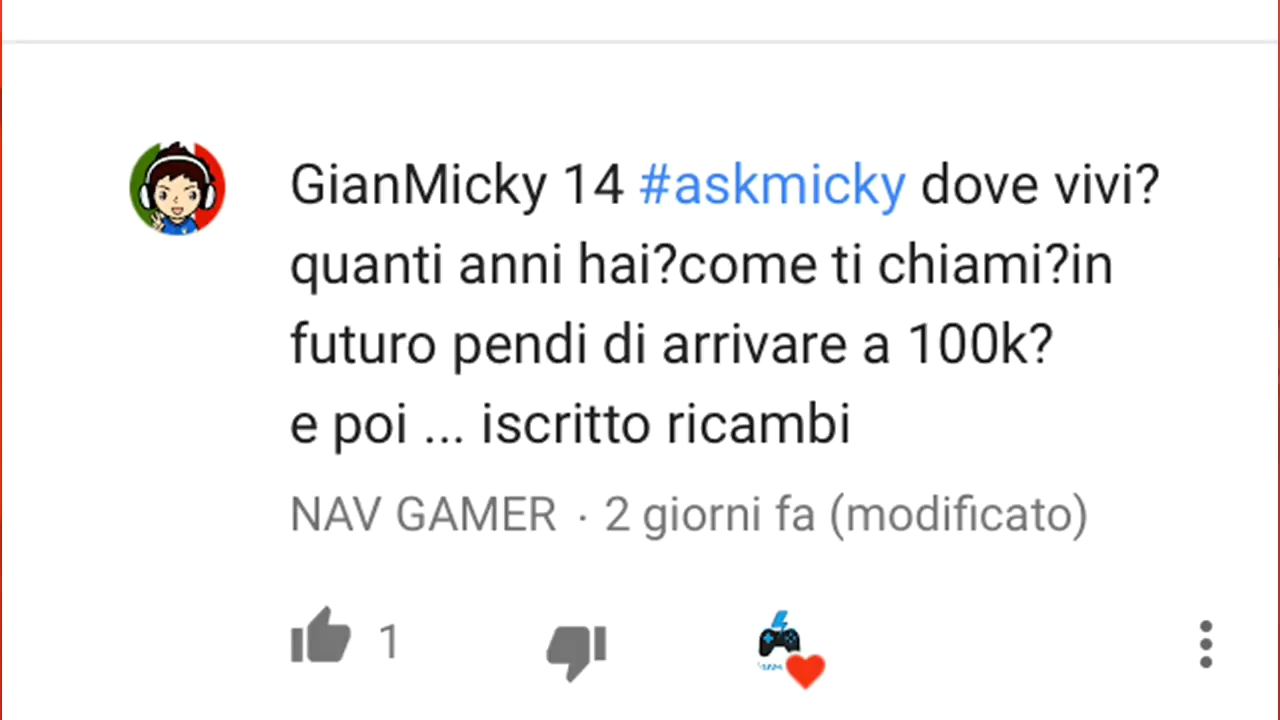 GianMicky 14 #askmicky dove vivi?
quanti anni hai?come ti chiami?in
futuro pendi di arrivare a 100k?
e poi ... iscritto ricambi
NAV GAMER · 2 giorni fa (modificato)
1